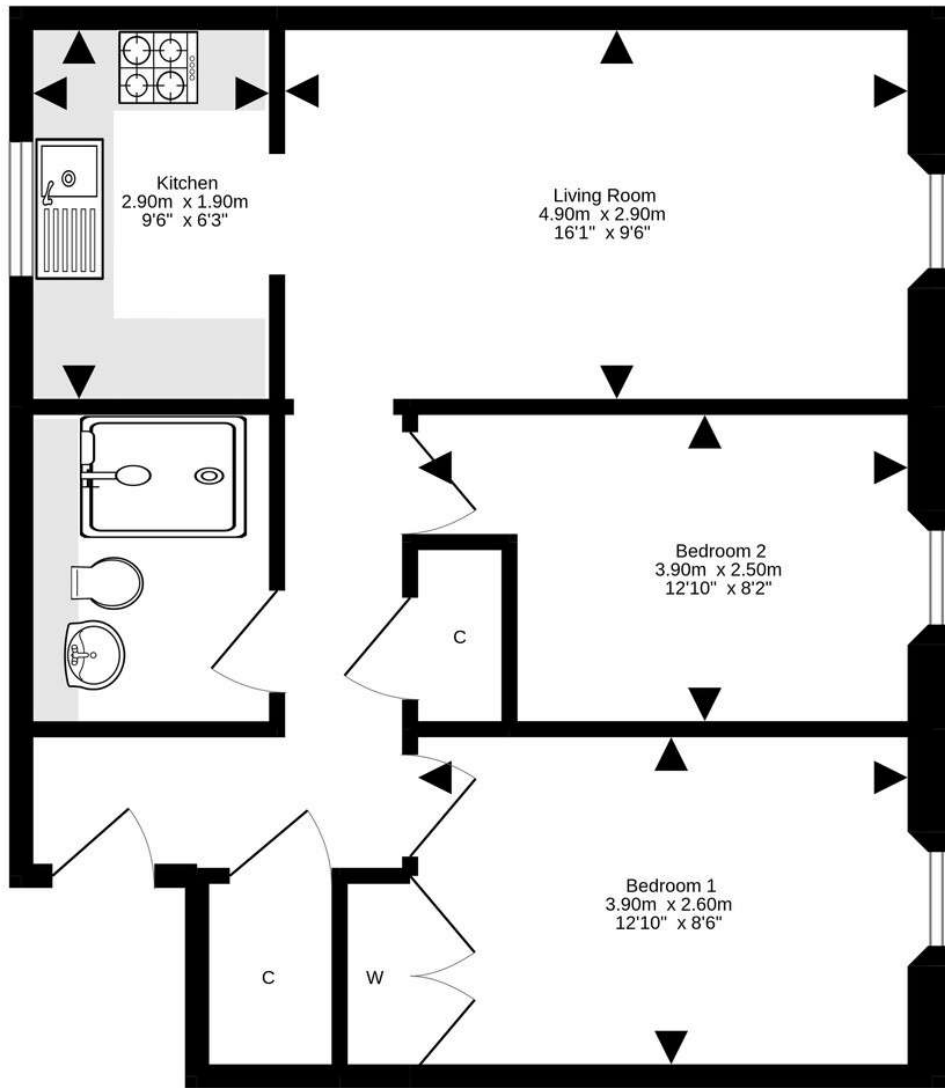 Kitchen
2.90m x 1.90m
9'6" x 6'3"
Living Room
4.90m x 2.90m
16'1" x 9'6"
Bedroom 2
3.90m x 2.50m
12'10" x 8'2"
C
Bedroom 1
3.90m x 2.60m
12'10" x 8'6"
C
W